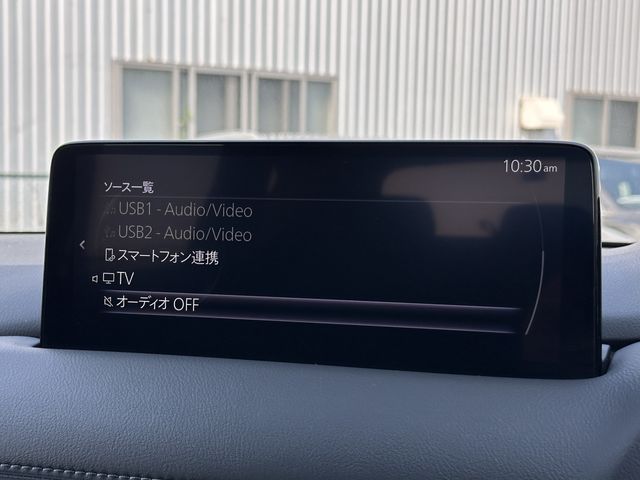 10:30am
ソース一覧
USB1 - Audio/Video
USB2 - Audio/Video
スマートフォン連携
TV
オーディオ OFF